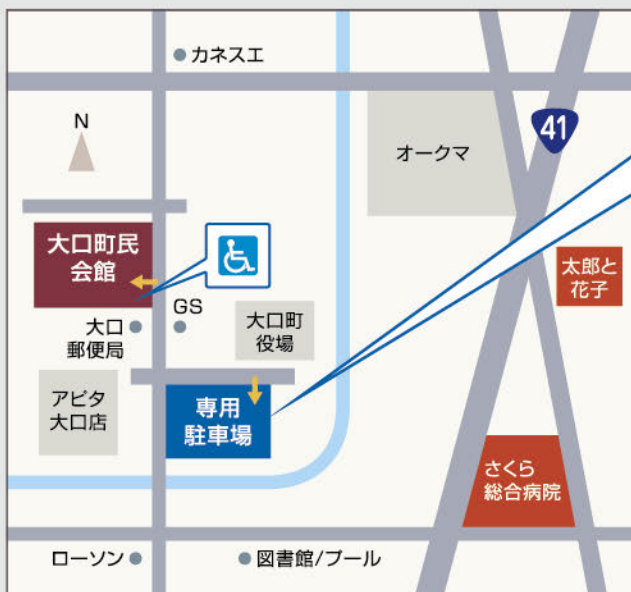 カネスエ
N
41
オークマ
大口町民
会館
太郎と
花子
GS
大口
郵便局
大口町
役場
アピタ
大口店
専用
駐車場
さくら
総合病院
ローソン
図書館/プール